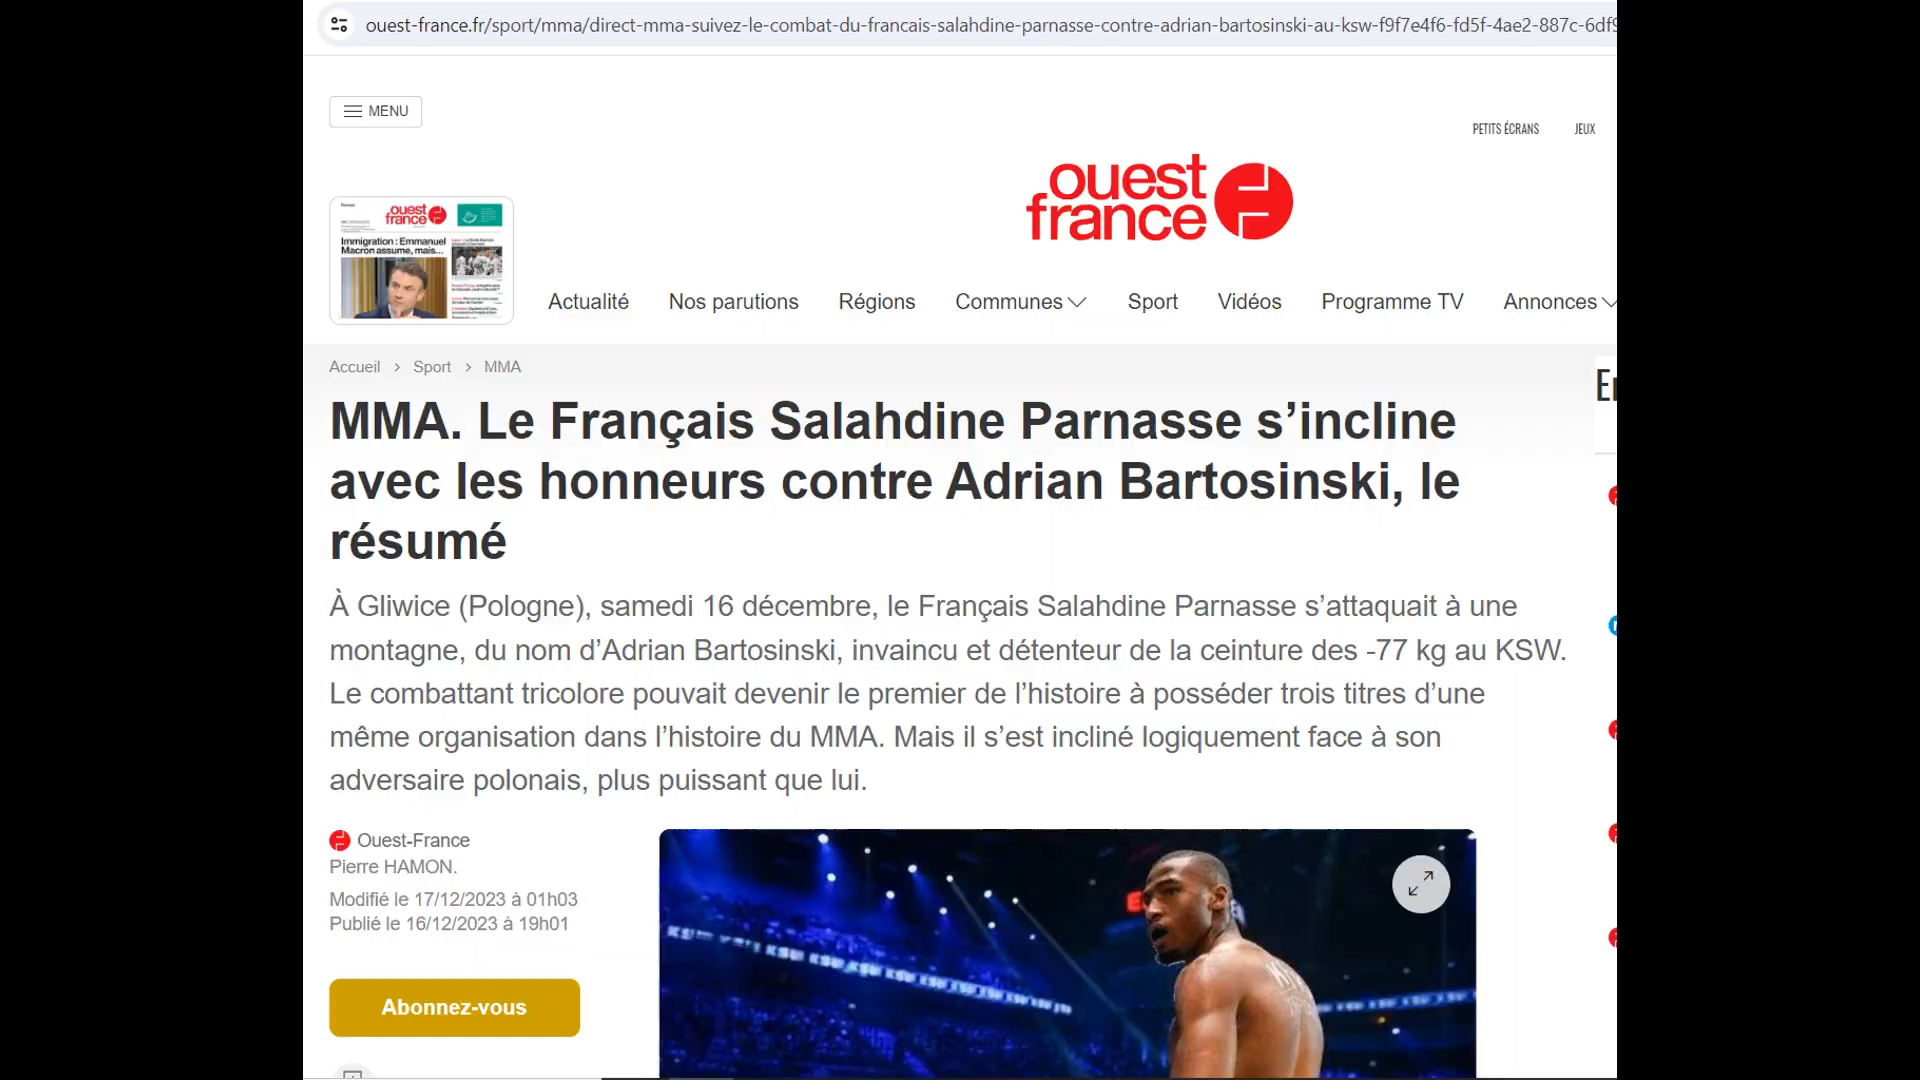 ouest-france.fr/sport/mma/direct-mma-suivez-le-combat-du-francais-salahdine-parnasse-contre-adrian-bartosinski-au-ksw-f9f7e4f6-fd5f-4ae2-887c-6df9
MENU
PETITS ÉCRANS JEUX
ouest
france
ouest
france
Immigration : Emmanuel
Macron assume, mais...
Actualité Nos parutions Régions Communes Sport Vidéos Programme TV Annonces
Accueil > Sport > MMA
MMA. Le Français Salahdine Parnasse s’incline
avec les honneurs contre Adrian Bartosinski, le
résumé
À Gliwice (Pologne), samedi 16 décembre, le Français Salahdine Parnasse s’attaquait à une
montagne, du nom d’Adrian Bartosinski, invaincu et détenteur de la ceinture des -77 kg au KSW.
Le combattant tricolore pouvait devenir le premier de l’histoire à posséder trois titres d’une
même organisation dans l’histoire du MMA. Mais il s’est incliné logiquement face à son
adversaire polonais, plus puissant que lui.
Ouest-France
Pierre HAMON.
Modifié le 17/12/2023 à 01h03
Publié le 16/12/2023 à 19h01
Abonnez-vous